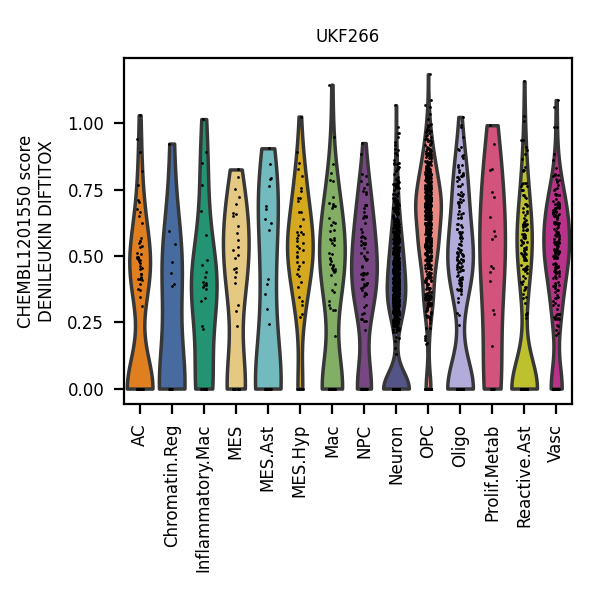 UKF266
CHEMBL1201550 score
DENILEUKIN DIFTITOX
1.00
0.75
0.50
0.25
0.00
AC
Chromatin.Reg
Inflammatory.Mac
MES
MES.Ast
MES.Hyp
Mac
NPC
Neuron
OPC
Oligo
Prolif.Metab
Reactive.Ast
Vasc